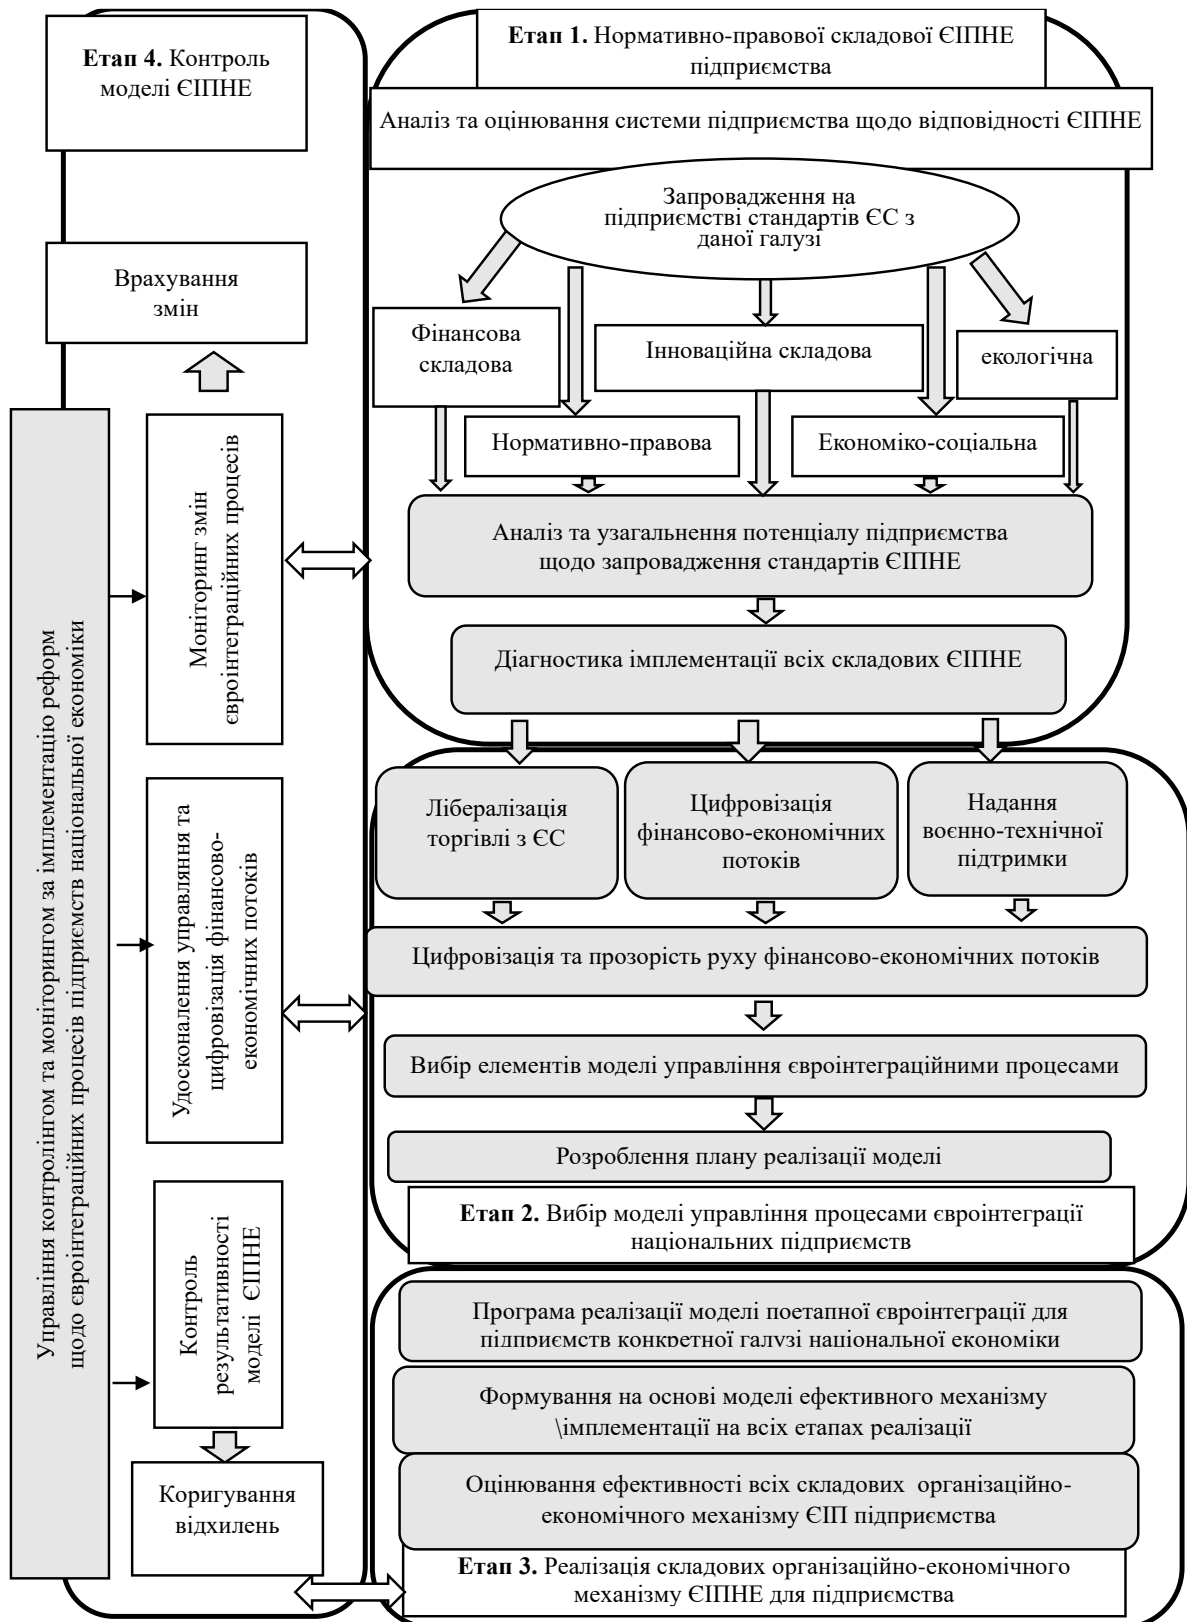 Етап 4. Контроль
моделі ЄІПНЕ
Врахування
змін
Управління контролінгом та моніторингом за імплементацію реформ
щодо євроінтеграційних процесів підприємств національної економіки
Моніторинг змін
євроінтеграційних процесів
Удосконалення управляння та
цифровізація фінансово-
економічних потоків
Контроль
результативності
моделі ЄІПНЕ
Коригування
відхилень
Етап 1. Нормативно-правової складової ЄІПНЕ
підприємства
Аналіз та оцінювання системи підприємства щодо відповідності ЄІПНЕ
Запровадження на
підприємстві стандартів ЄС з
даної галузі
Фінансова
складова
Інноваційна складова
екологічна
Нормативно-правова
Економіко-соціальна
Аналіз та узагальнення потенціалу підприємства
щодо запровадження стандартів ЄІПНЕ
Діагностика імплементації всіх складових ЄІПНЕ
Лібералізація
торгівлі з ЄС
Цифровізація
фінансово-економічних
потоків
Надання
воєнно-технічної
підтримки
Цифровізація та прозорість руху фінансово-економічних потоків
Вибір елементів моделі управління євроінтеграційними процесами
Розроблення плану реалізації моделі
Етап 2. Вибір моделі управління процесами євроінтеграції
національних підприємств
Програма реалізації моделі поетапної євроінтеграції для
підприємств конкретної галузі національної економіки
Формування на основі моделі ефективного механізму
\імплементації на всіх етапах реалізації
Оцінювання ефективності всіх складових організаційно-
економічного механізму ЄІП підприємства
Етап 3. Реалізація складових організаційно-економічного
механізму ЄІПНЕ для підприємства